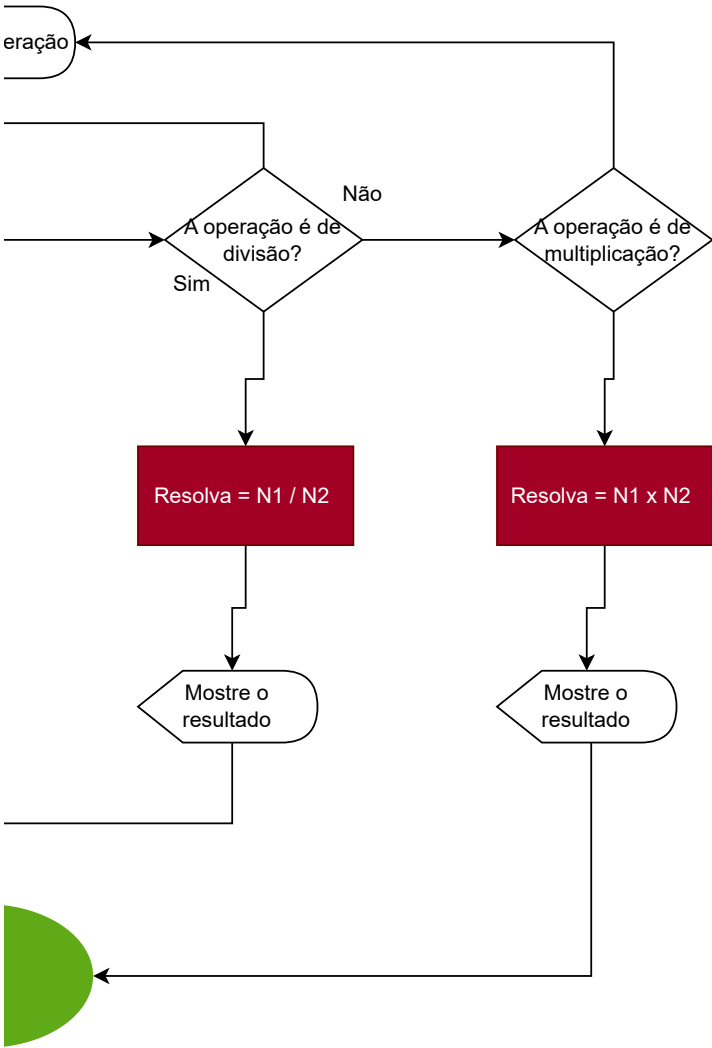 eração
Não
A operação é de
divisão?
A operação é de
multiplicação?
Sim
Resolva = N1 / N2
Resolva = N1 x N2
Mostre o
resultado
Mostre o
resultado